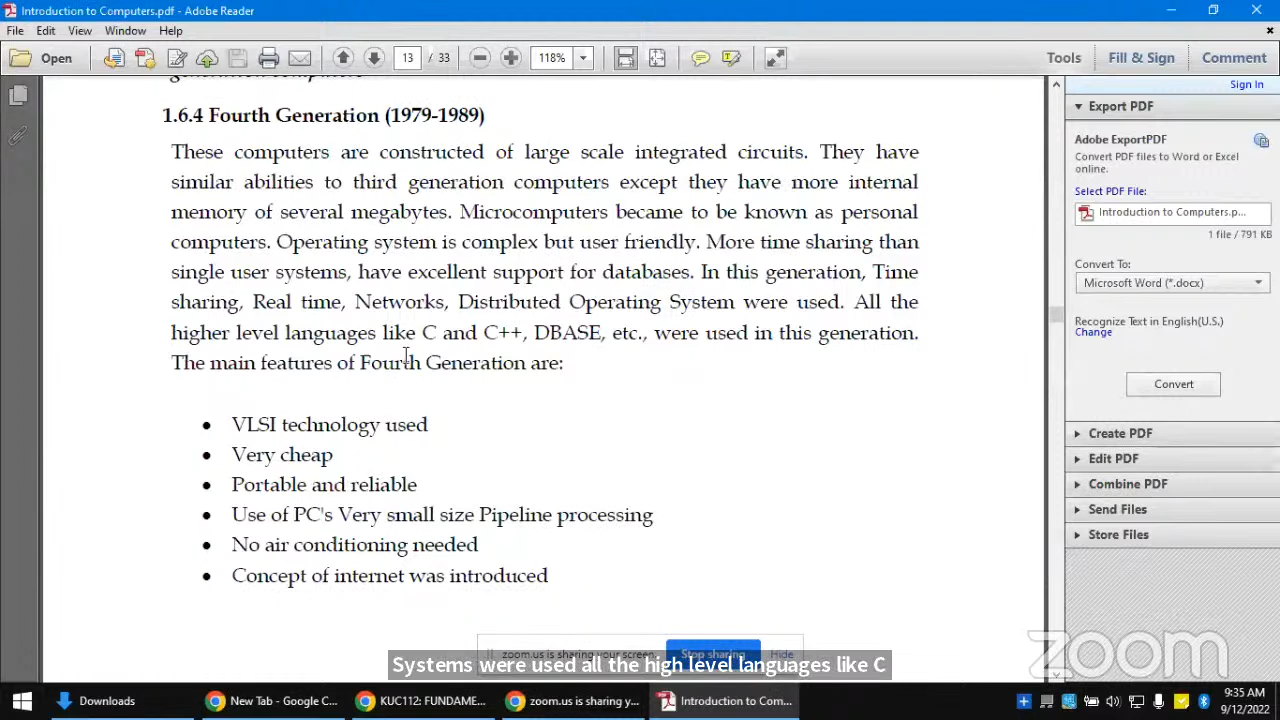 Introduction to Computers.pdf - Adobe Reader
File Edit View Window Help
Open 13 / 33 118% Tools Fill & Sign Comment
Sign In
1.6.4 Fourth Generation (1979-1989)
These computers are constructed of large scale integrated circuits. They have
similar abilities to third generation computers except they have more internal
memory of several megabytes. Microcomputers became to be known as personal
computers. Operating system is complex but user friendly. More time sharing than
single user systems, have excellent support for databases. In this generation, Time
sharing, Real time, Networks, Distributed Operating System were used. All the
higher level languages like C and C++, DBASE, etc., were used in this generation.
The main features of Fourth Generation are:
• VLSI technology used
• Very cheap
• Portable and reliable
• Use of PC's Very small size Pipeline processing
• No air conditioning needed
• Concept of internet was introduced
Export PDF
Adobe ExportPDF
Convert PDF files to Word or Excel
online.
Select PDF File:
Introduction to Computers.p...
1 file / 791 KB
Convert To:
Microsoft Word (*.docx)
Recognize Text in English(U.S.)
Change
Convert
Create PDF
Edit PDF
Combine PDF
Send Files
Store Files
zoom.us is sharing your screen. Stop sharing Hide
Systems were used all the high level languages like C
zoom
Downloads
New Tab - Google C...
KUC112: FUNDAME...
zoom.us is sharing y...
Introduction to Com...
9:35 AM
9/12/2022